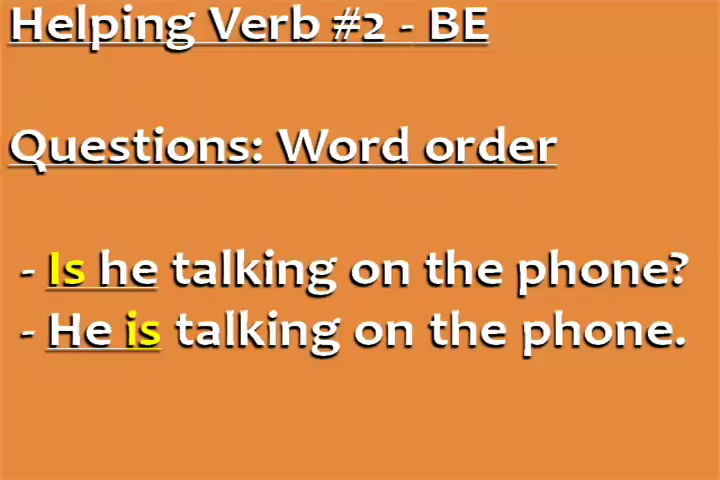 Helping Verb #2 - BE
Questions: Word order
- Is he talking on the phone?
- He is talking on the phone.